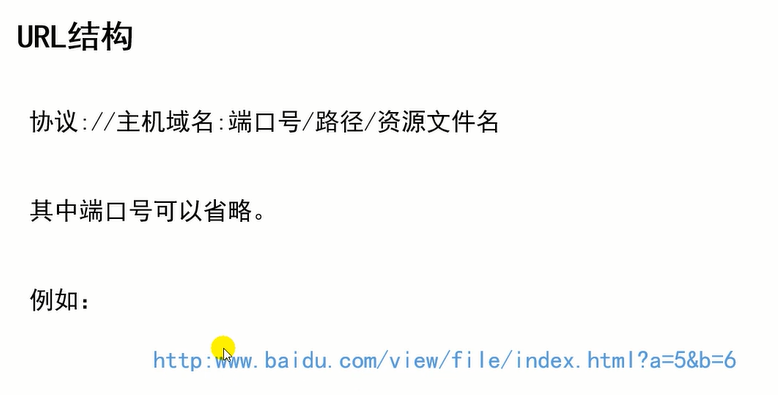 URL结构
协议://主机域名:端口号/路径/资源文件名
其中端口号可以省略。
例如：
http:www.baidu.com/view/file/index.html?a=5&b=6